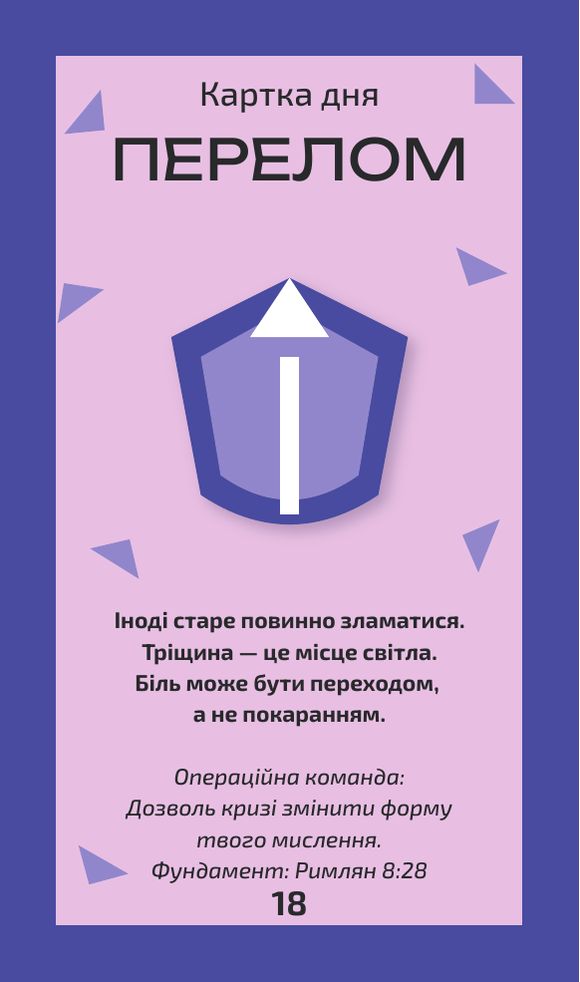 Картка дня
ПЕРЕЛОМ
Іноді старе повинно зламатися.
Тріщина — це місце світла.
Біль може бути переходом,
а не покаранням.
Операційна команда:
Дозволь кризі змінити форму
твого мислення.
Фундамент: Римлян 8:28
18